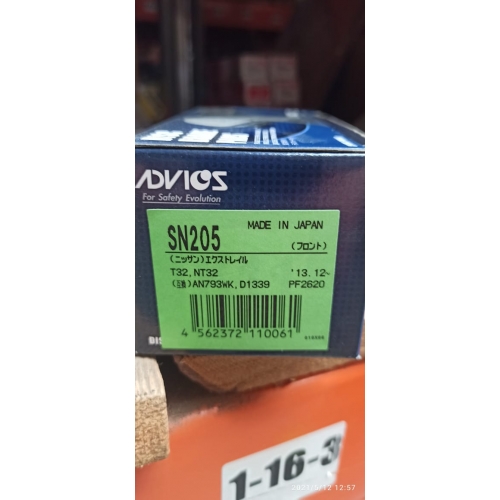 ADVICS
For Safety Evolution
MADE IN JAPAN
SN205
(フロント)
(ニッサン)エクストレイル
T32,NT32 '13.12~
(互換)AN793WK,D1339 PF2620
4 562372 110061
1-16-3